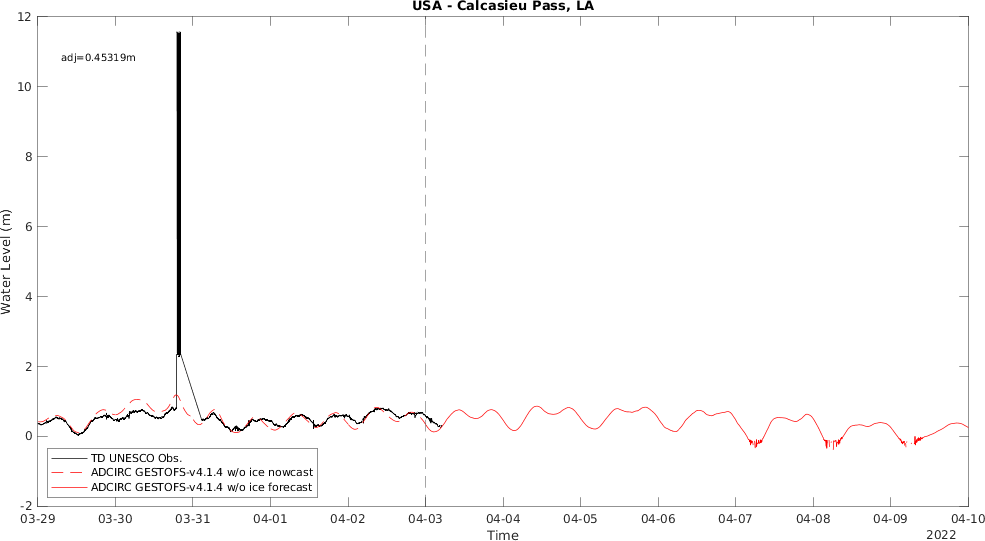 USA - Calcasieu Pass, LA
adj=0.45319m
12
10
8
6
4
2
0
-2
Water Level (m)
TD UNESCO Obs.
ADCIRC GESTOFS-v4.1.4 w/o ice nowcast
ADCIRC GESTOFS-v4.1.4 w/o ice forecast
03-29 03-30 03-31 04-01 04-02 04-03 04-04 04-05 04-06 04-07 04-08 04-09 04-10
Time
2022